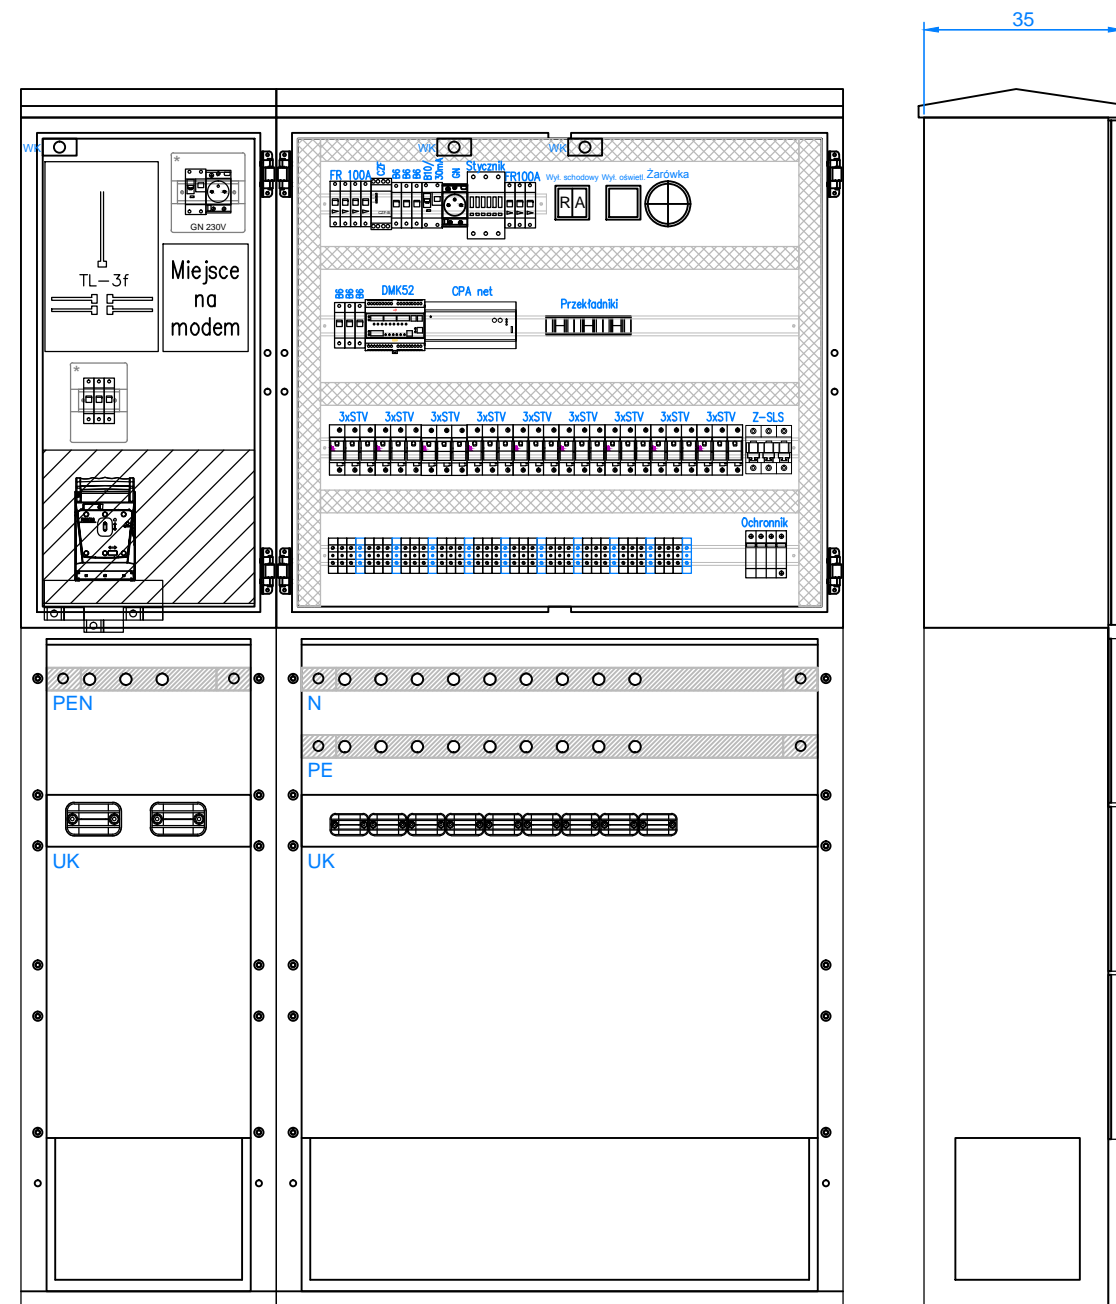 35
WK
WK
WK
*
GN 230V
TL-3f
Miejsce
na
modem
*
FR 100A
CZF
B6
B6
B6
B10/
30mA
GN
Stycznik
FR100A
Wył. schodowy
Wył. oświetl.
Żarówka
R A
B6
B6
B6
DMK52
CPA net
Przekładniki
3xSTV
3xSTV
3xSTV
3xSTV
3xSTV
3xSTV
3xSTV
3xSTV
3xSTV
Z-SLS
Ochronnik
PEN
N
PE
UK
UK